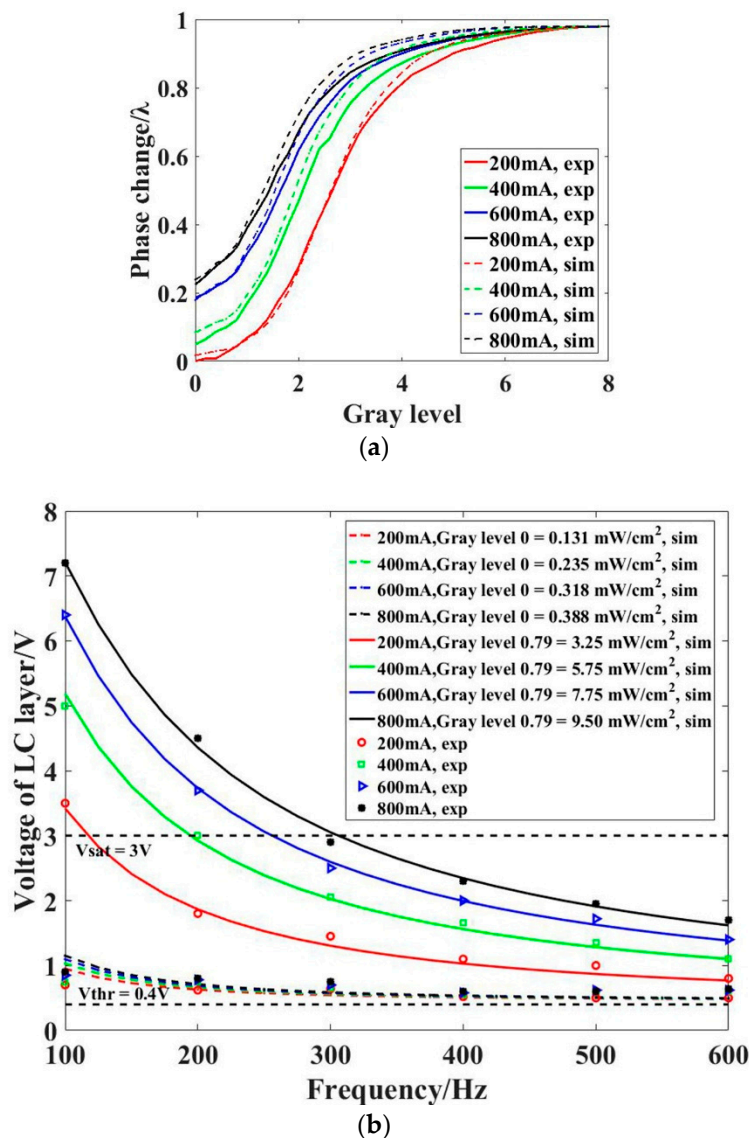 1
0.8
0.6
0.4
0.2
0
Phase change/λ
200mA, exp
400mA, exp
600mA, exp
800mA, exp
200mA, sim
400mA, sim
600mA, sim
800mA, sim
0 2 4 6 8
Gray level
(a)
8
7
6
5
4
3
2
1
0
Voltage of LC layer/V
200mA,Gray level 0 = 0.131 mW/cm², sim
400mA,Gray level 0 = 0.235 mW/cm², sim
600mA,Gray level 0 = 0.318 mW/cm², sim
800mA,Gray level 0 = 0.388 mW/cm², sim
200mA,Gray level 0.79 = 3.25 mW/cm², sim
400mA,Gray level 0.79 = 5.75 mW/cm², sim
600mA,Gray level 0.79 = 7.75 mW/cm², sim
800mA,Gray level 0.79 = 9.50 mW/cm², sim
200mA, exp
400mA, exp
600mA, exp
800mA, exp
Vsat = 3V
Vthr = 0.4V
100 200 300 400 500 600
Frequency/Hz
(b)